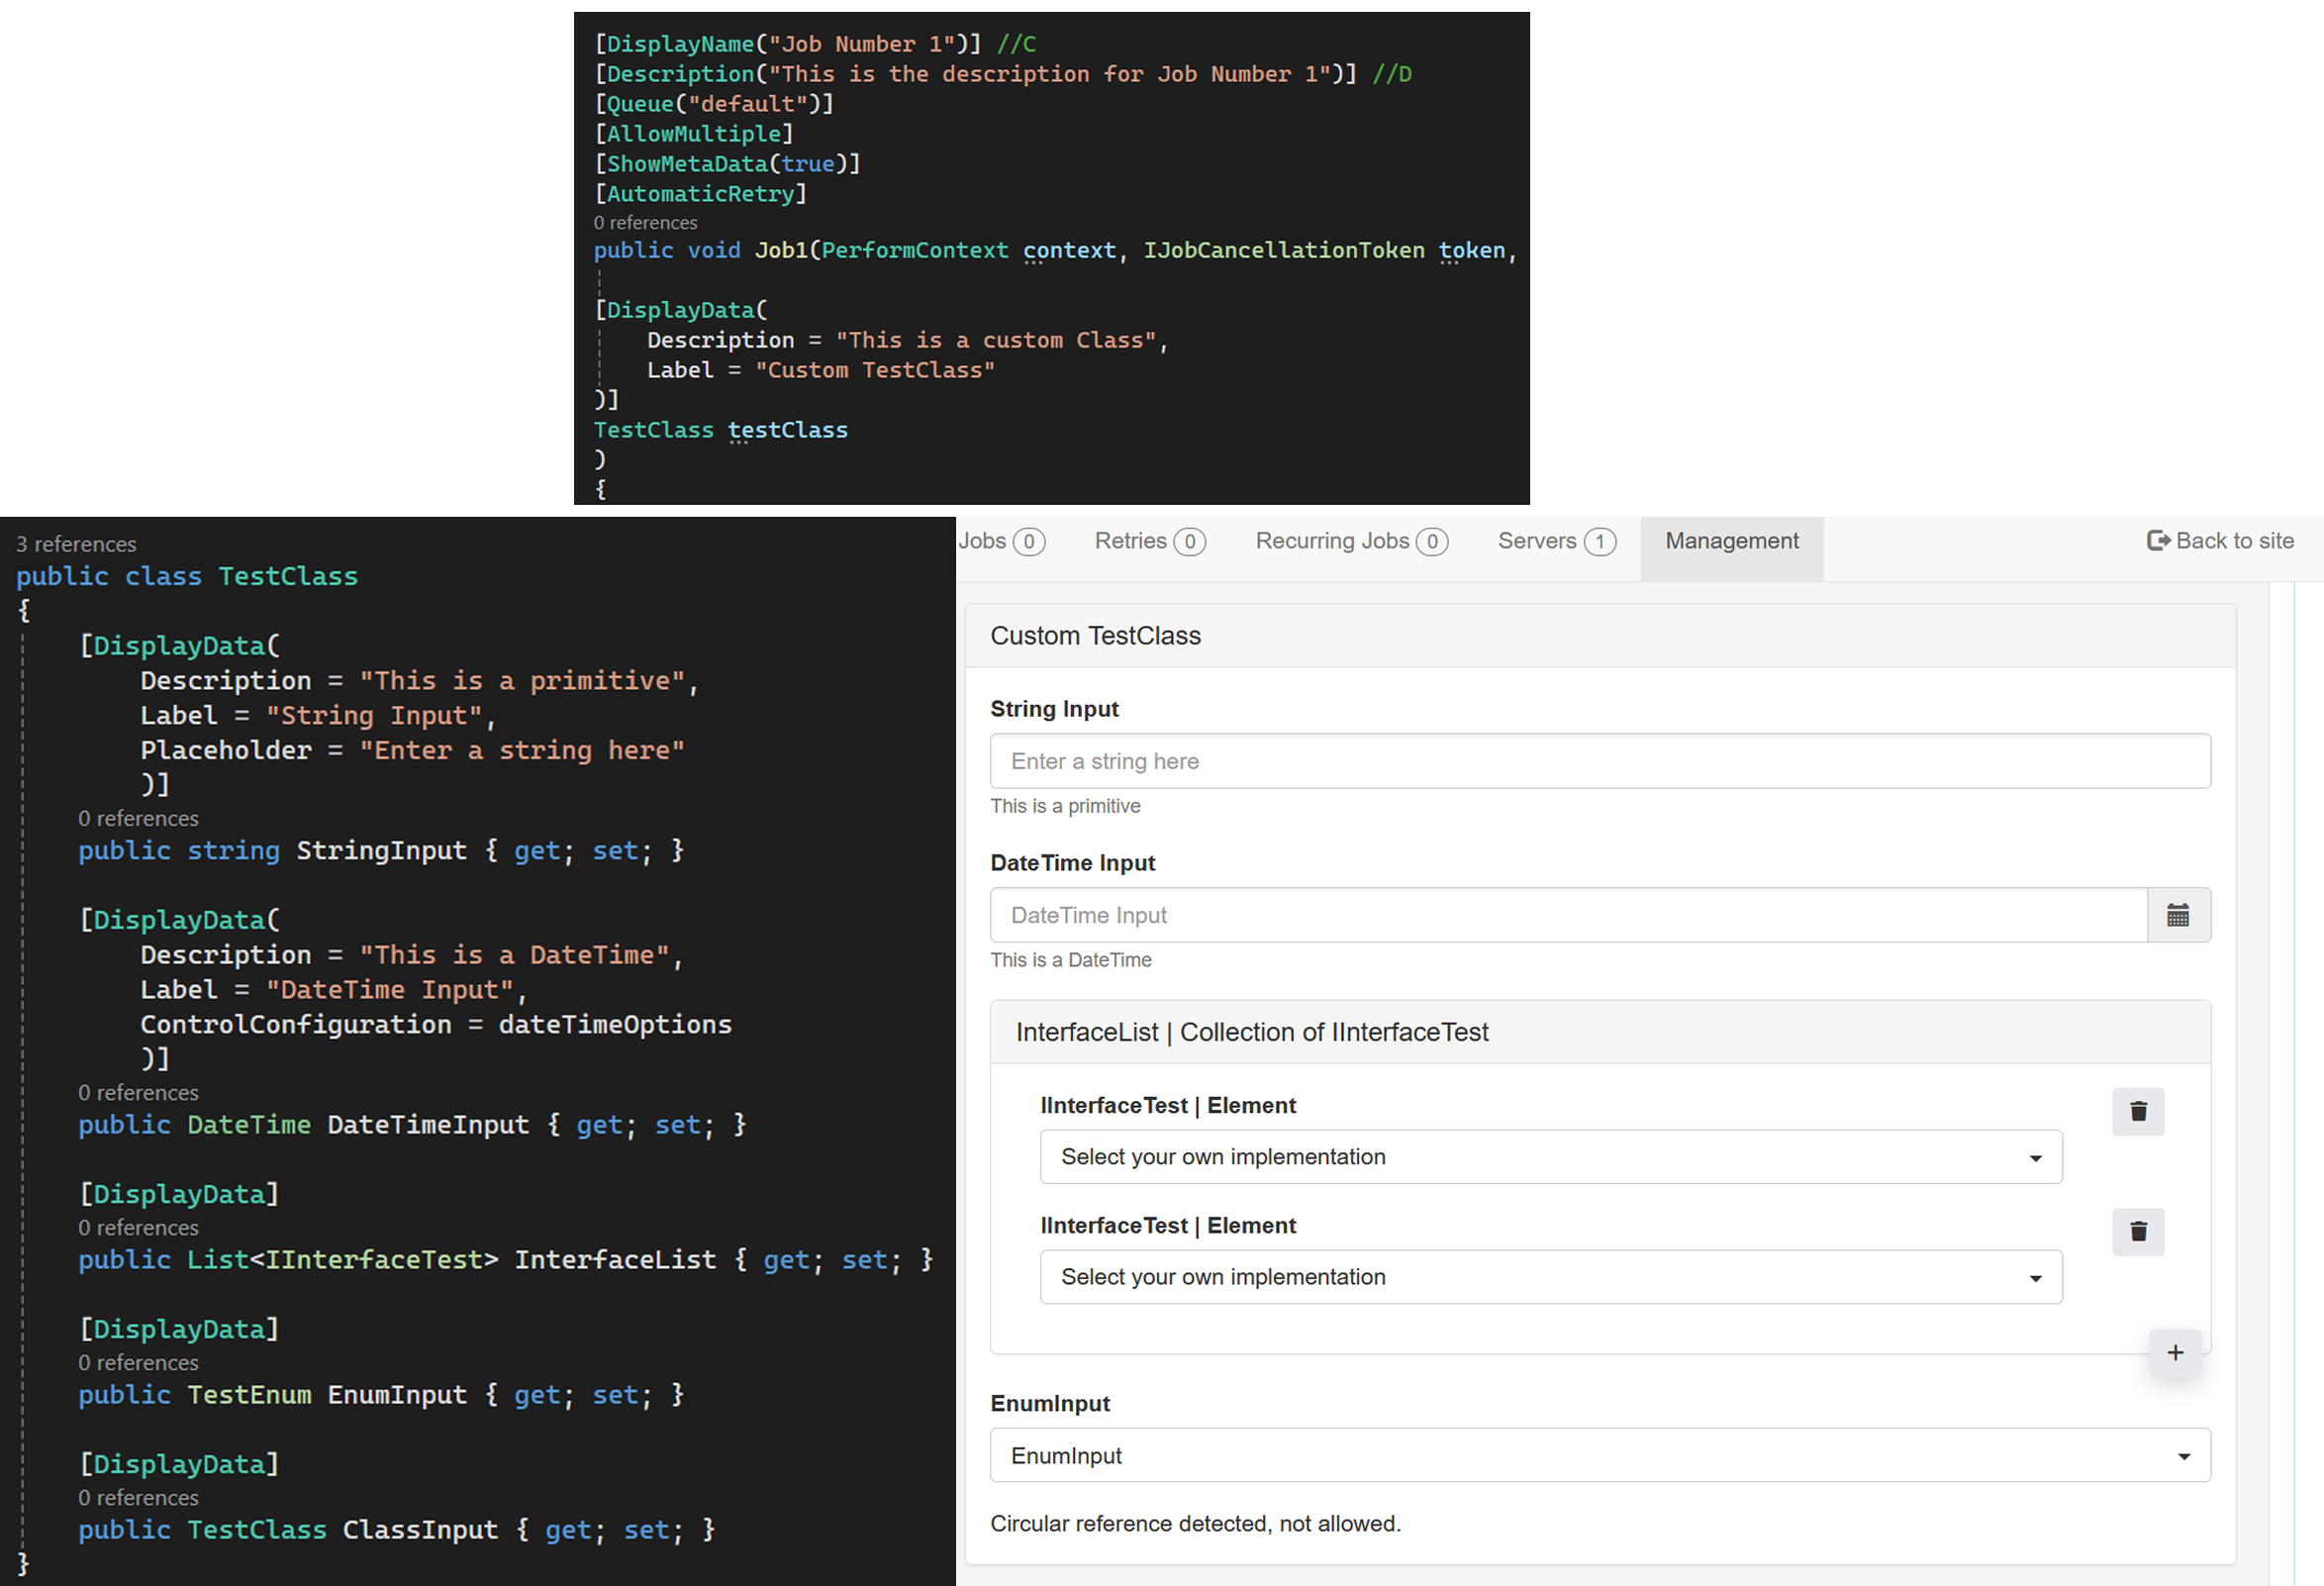 [DisplayName("Job Number 1")] //C
[Description("This is the description for Job Number 1")] //D
[Queue("default")]
[AllowMultiple]
[ShowMetaData(true)]
[AutomaticRetry]
0 references
public void Job1(PerformContext context, IJobCancellationToken token,
[DisplayData(
Description = "This is a custom Class",
Label = "Custom TestClass"
)]
TestClass testClass
)
{
3 references
public class TestClass
{
[DisplayData(
Description = "This is a primitive",
Label = "String Input",
Placeholder = "Enter a string here"
)]
0 references
public string StringInput { get; set; }
[DisplayData(
Description = "This is a DateTime",
Label = "DateTime Input",
ControlConfiguration = dateTimeOptions
)]
0 references
public DateTime DateTimeInput { get; set; }
[DisplayData]
0 references
public List<IInterfaceTest> InterfaceList { get; set; }
[DisplayData]
0 references
public TestEnum EnumInput { get; set; }
[DisplayData]
0 references
public TestClass ClassInput { get; set; }
}
Jobs 0 Retries 0 Recurring Jobs 0 Servers 1 Management Back to site
Custom TestClass
String Input
Enter a string here
This is a primitive
DateTime Input
DateTime Input
This is a DateTime
InterfaceList | Collection of IInterfaceTest
IInterfaceTest | Element
Select your own implementation
IInterfaceTest | Element
Select your own implementation
+
EnumInput
EnumInput
Circular reference detected, not allowed.